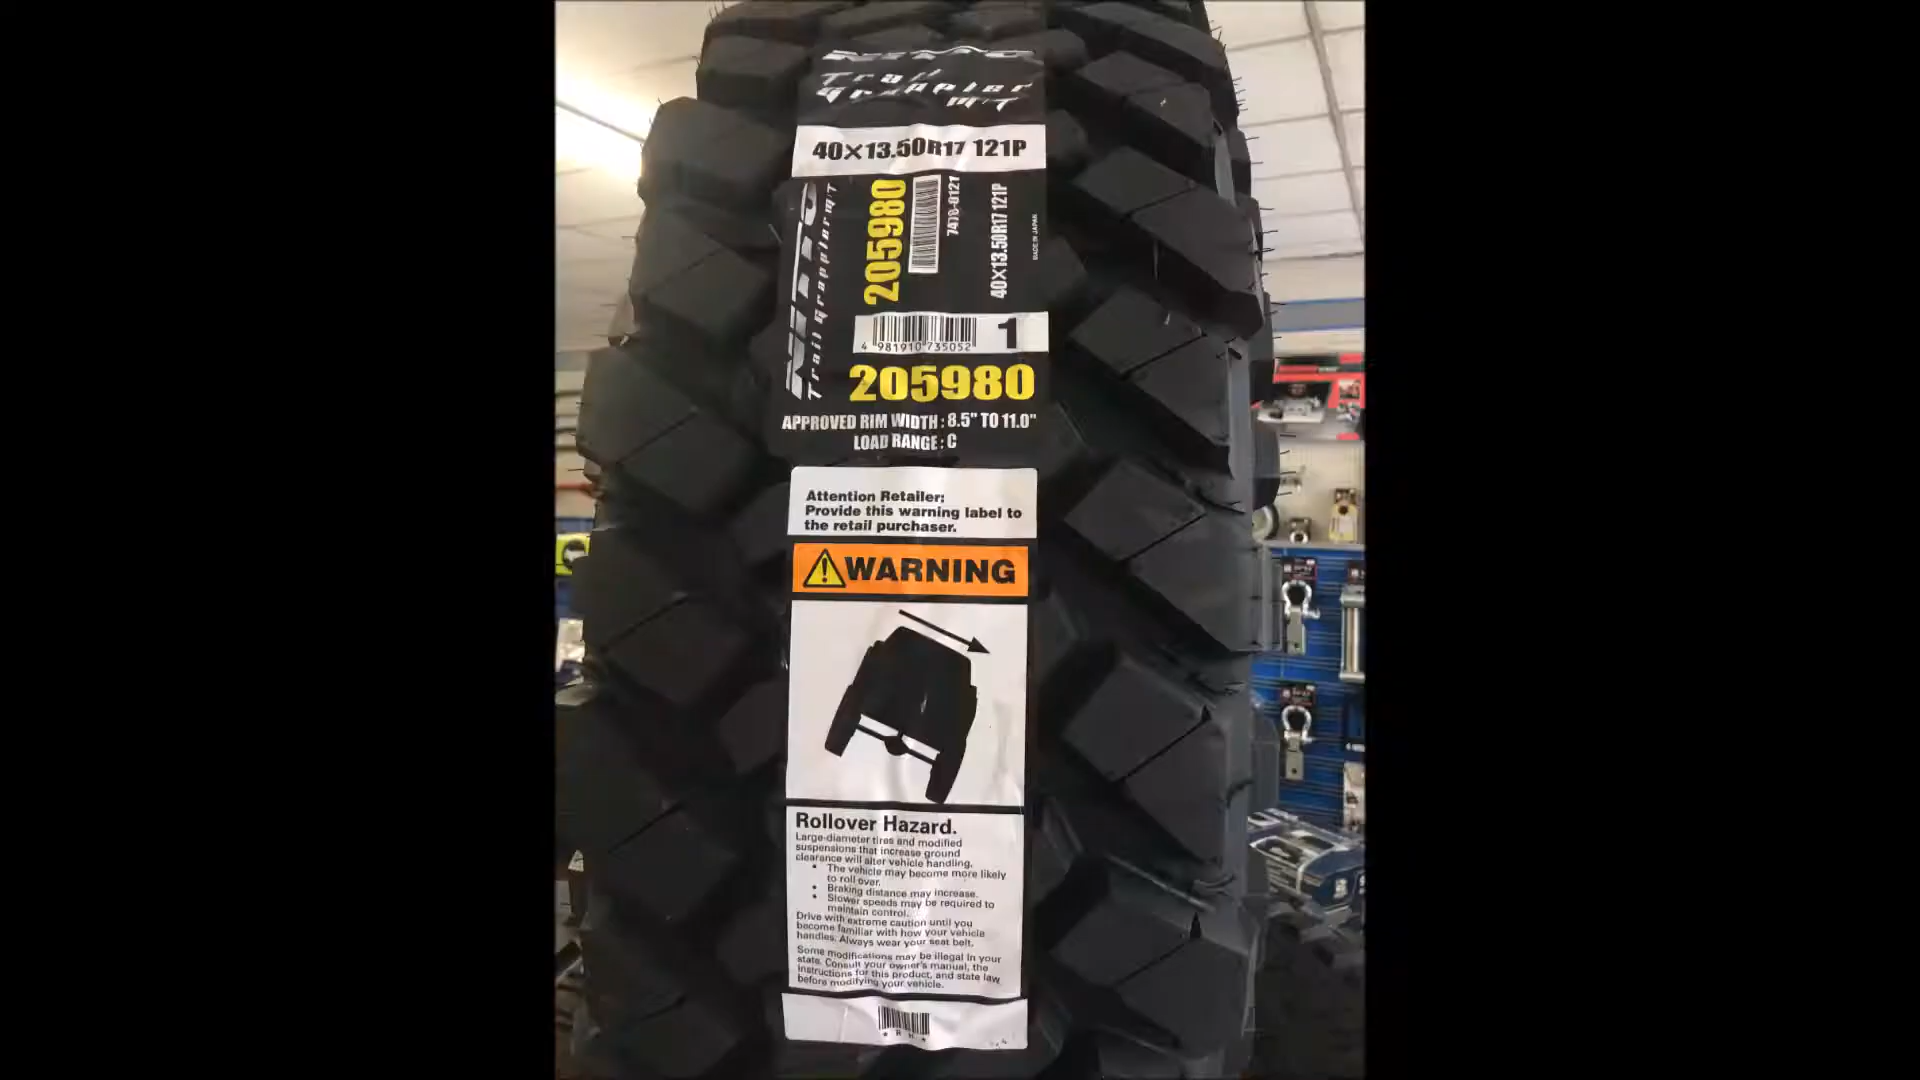 NITTO
Trail
Grappler
M/T
40×13.50R17 121P
NITTO
Trail Grappler M/T
205980
7478-0121
40×13.50R17 121P
MADE IN JAPAN
4 981910 735052
1
205980
APPROVED RIM WIDTH : 8.5" TO 11.0"
LOAD RANGE : C
Attention Retailer:
Provide this warning label to
the retail purchaser.
WARNING
Rollover Hazard.
Large-diameter tires and modified
suspensions that increase ground
clearance will alter vehicle handling.
• The vehicle may become more likely
to roll over.
• Braking distance may increase.
• Slower speeds may be required to
maintain control.
Drive with extreme caution until you
become familiar with how your vehicle
handles. Always wear your seat belt.
Some modifications may be illegal in your
state. Consult your owner's manual, the
instructions for this product, and state law
before modifying your vehicle.